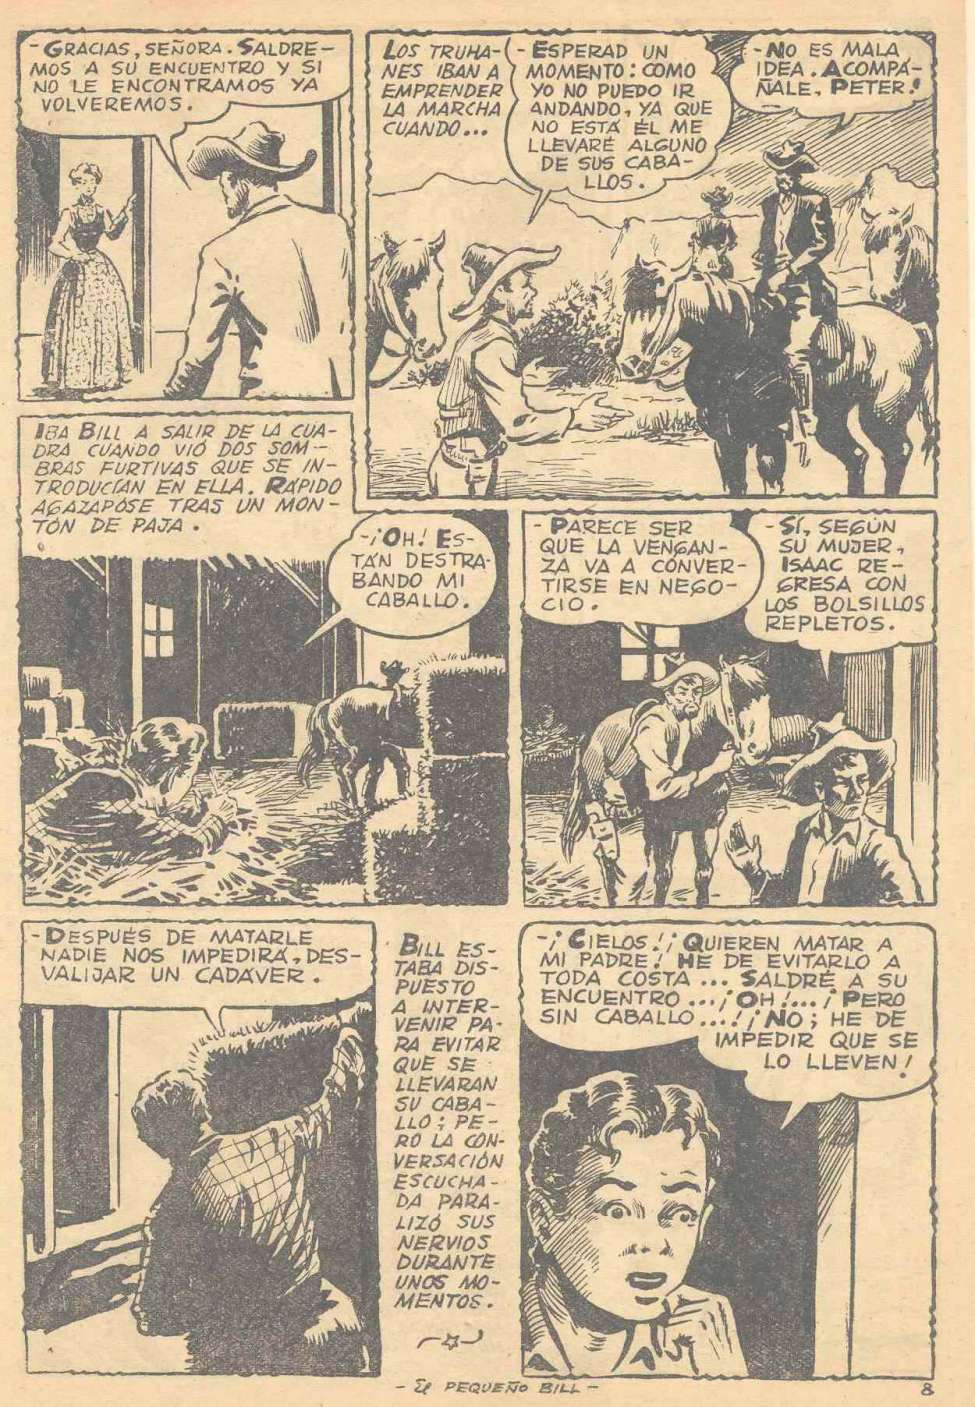 -GRACIAS, SEÑORA. SALDRE-
MOS A SU ENCUENTRO Y SI
NO LE ENCONTRAMOS YA
VOLVEREMOS.
LOS TRUHA-
NES IBAN A
EMPRENDER
LA MARCHA
CUANDO...
-ESPERAD UN
MOMENTO: COMO
YO NO PUEDO IR
ANDANDO, YA QUE
NO ESTÁ ÉL ME
LLEVARÉ ALGUNO
DE SUS CABA-
LLOS.
-NO ES MALA
IDEA. ACOMPÁ-
ÑALE, PETER!
IBA BILL A SALIR DE LA CUA-
DRA CUANDO VIÓ DOS SOM-
BRAS FURTIVAS QUE SE IN-
TRODUCÍAN EN ELLA. RÁPIDO
AGAZAPÓSE TRAS UN MON-
TÓN DE PAJA.
-¡OH! ES-
TÁN DESTRA-
BANDO MI
CABALLO.
-PARECE SER
QUE LA VENGAN-
ZA VA A CONVER-
TIRSE EN NEGO-
CIO.
-SÍ, SEGÚN
SU MUJER,
ISAAC RE-
GRESA CON
LOS BOLSILLOS
REPLETOS.
-DESPUÉS DE MATARLE
NADIE NOS IMPEDIRÁ, DES-
VALIJAR UN CADÁVER.
BILL ES-
TABA DIS-
PUESTO
A INTER-
VENIR PA-
RA EVITAR
QUE SE
LLEVARAN
SU CABA-
LLO; PE-
RO LA CON-
VERSACIÓN
ESCUCHA-
DA PARA-
LIZÓ SUS
NERVIOS
DURANTE
UNOS MO-
MENTOS.
-¡CIELOS! ¡QUIEREN MATAR A
MI PADRE! HE DE EVITARLO A
TODA COSTA... SALDRÉ A SU
ENCUENTRO...¡OH!...¡PERO
SIN CABALLO...! ¡NO; HE DE
IMPEDIR QUE SE
LO LLEVEN!
- El PEQUEÑO BILL -
8